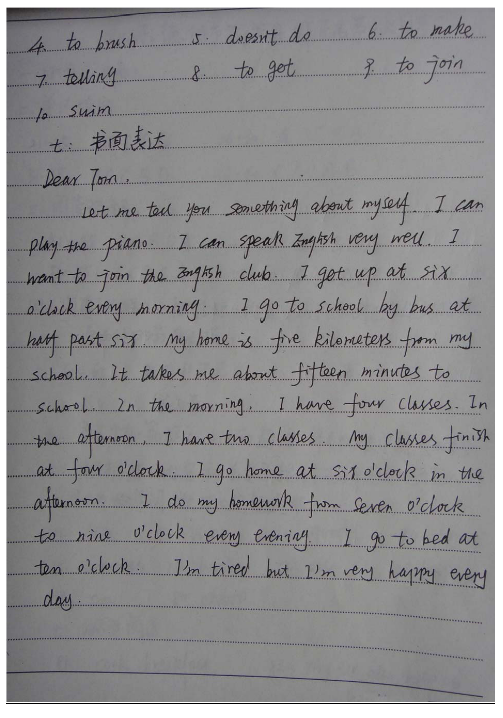 4. to brush 5. doesn't do 6. to make
7. telling 8. to get 9. to join
10. swim
七: 书面表达
Dear Tom,
Let me tell you something about myself. I can
play the piano. I can speak English very well. I
want to join the English club. I get up at six
o'clock every morning. I go to school by bus at
half past six. My home is five kilometers from my
school. It takes me about fifteen minutes to
school. In the morning, I have four classes. In
the afternoon, I have two classes. My classes finish
at four o'clock. I go home at six o'clock in the
afternoon. I do my homework from seven o'clock
to nine o'clock every evening. I go to bed at
ten o'clock. I'm tired but I'm very happy every
day.